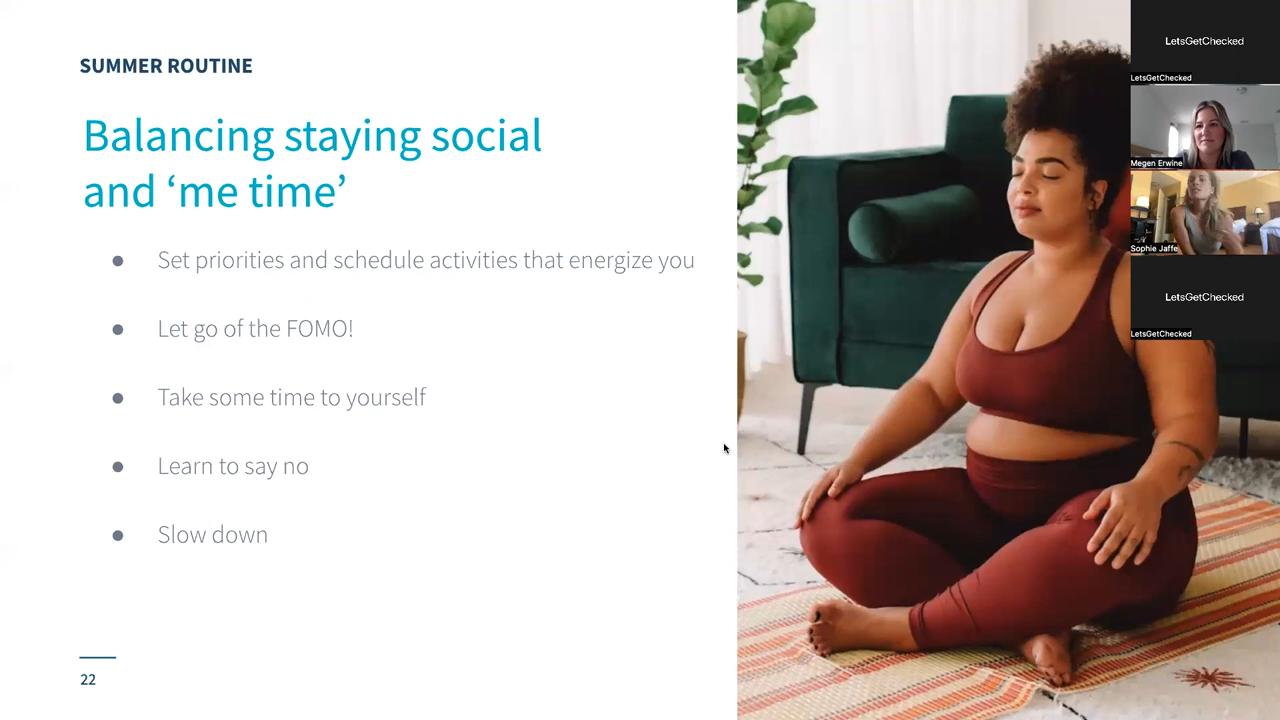 SUMMER ROUTINE
Balancing staying social
and ‘me time’
● Set priorities and schedule activities that energize you
● Let go of the FOMO!
● Take some time to yourself
● Learn to say no
● Slow down
22
LetsGetChecked
LetsGetChecked
Megen Erwine
Sophie Jaffe
LetsGetChecked
LetsGetChecked